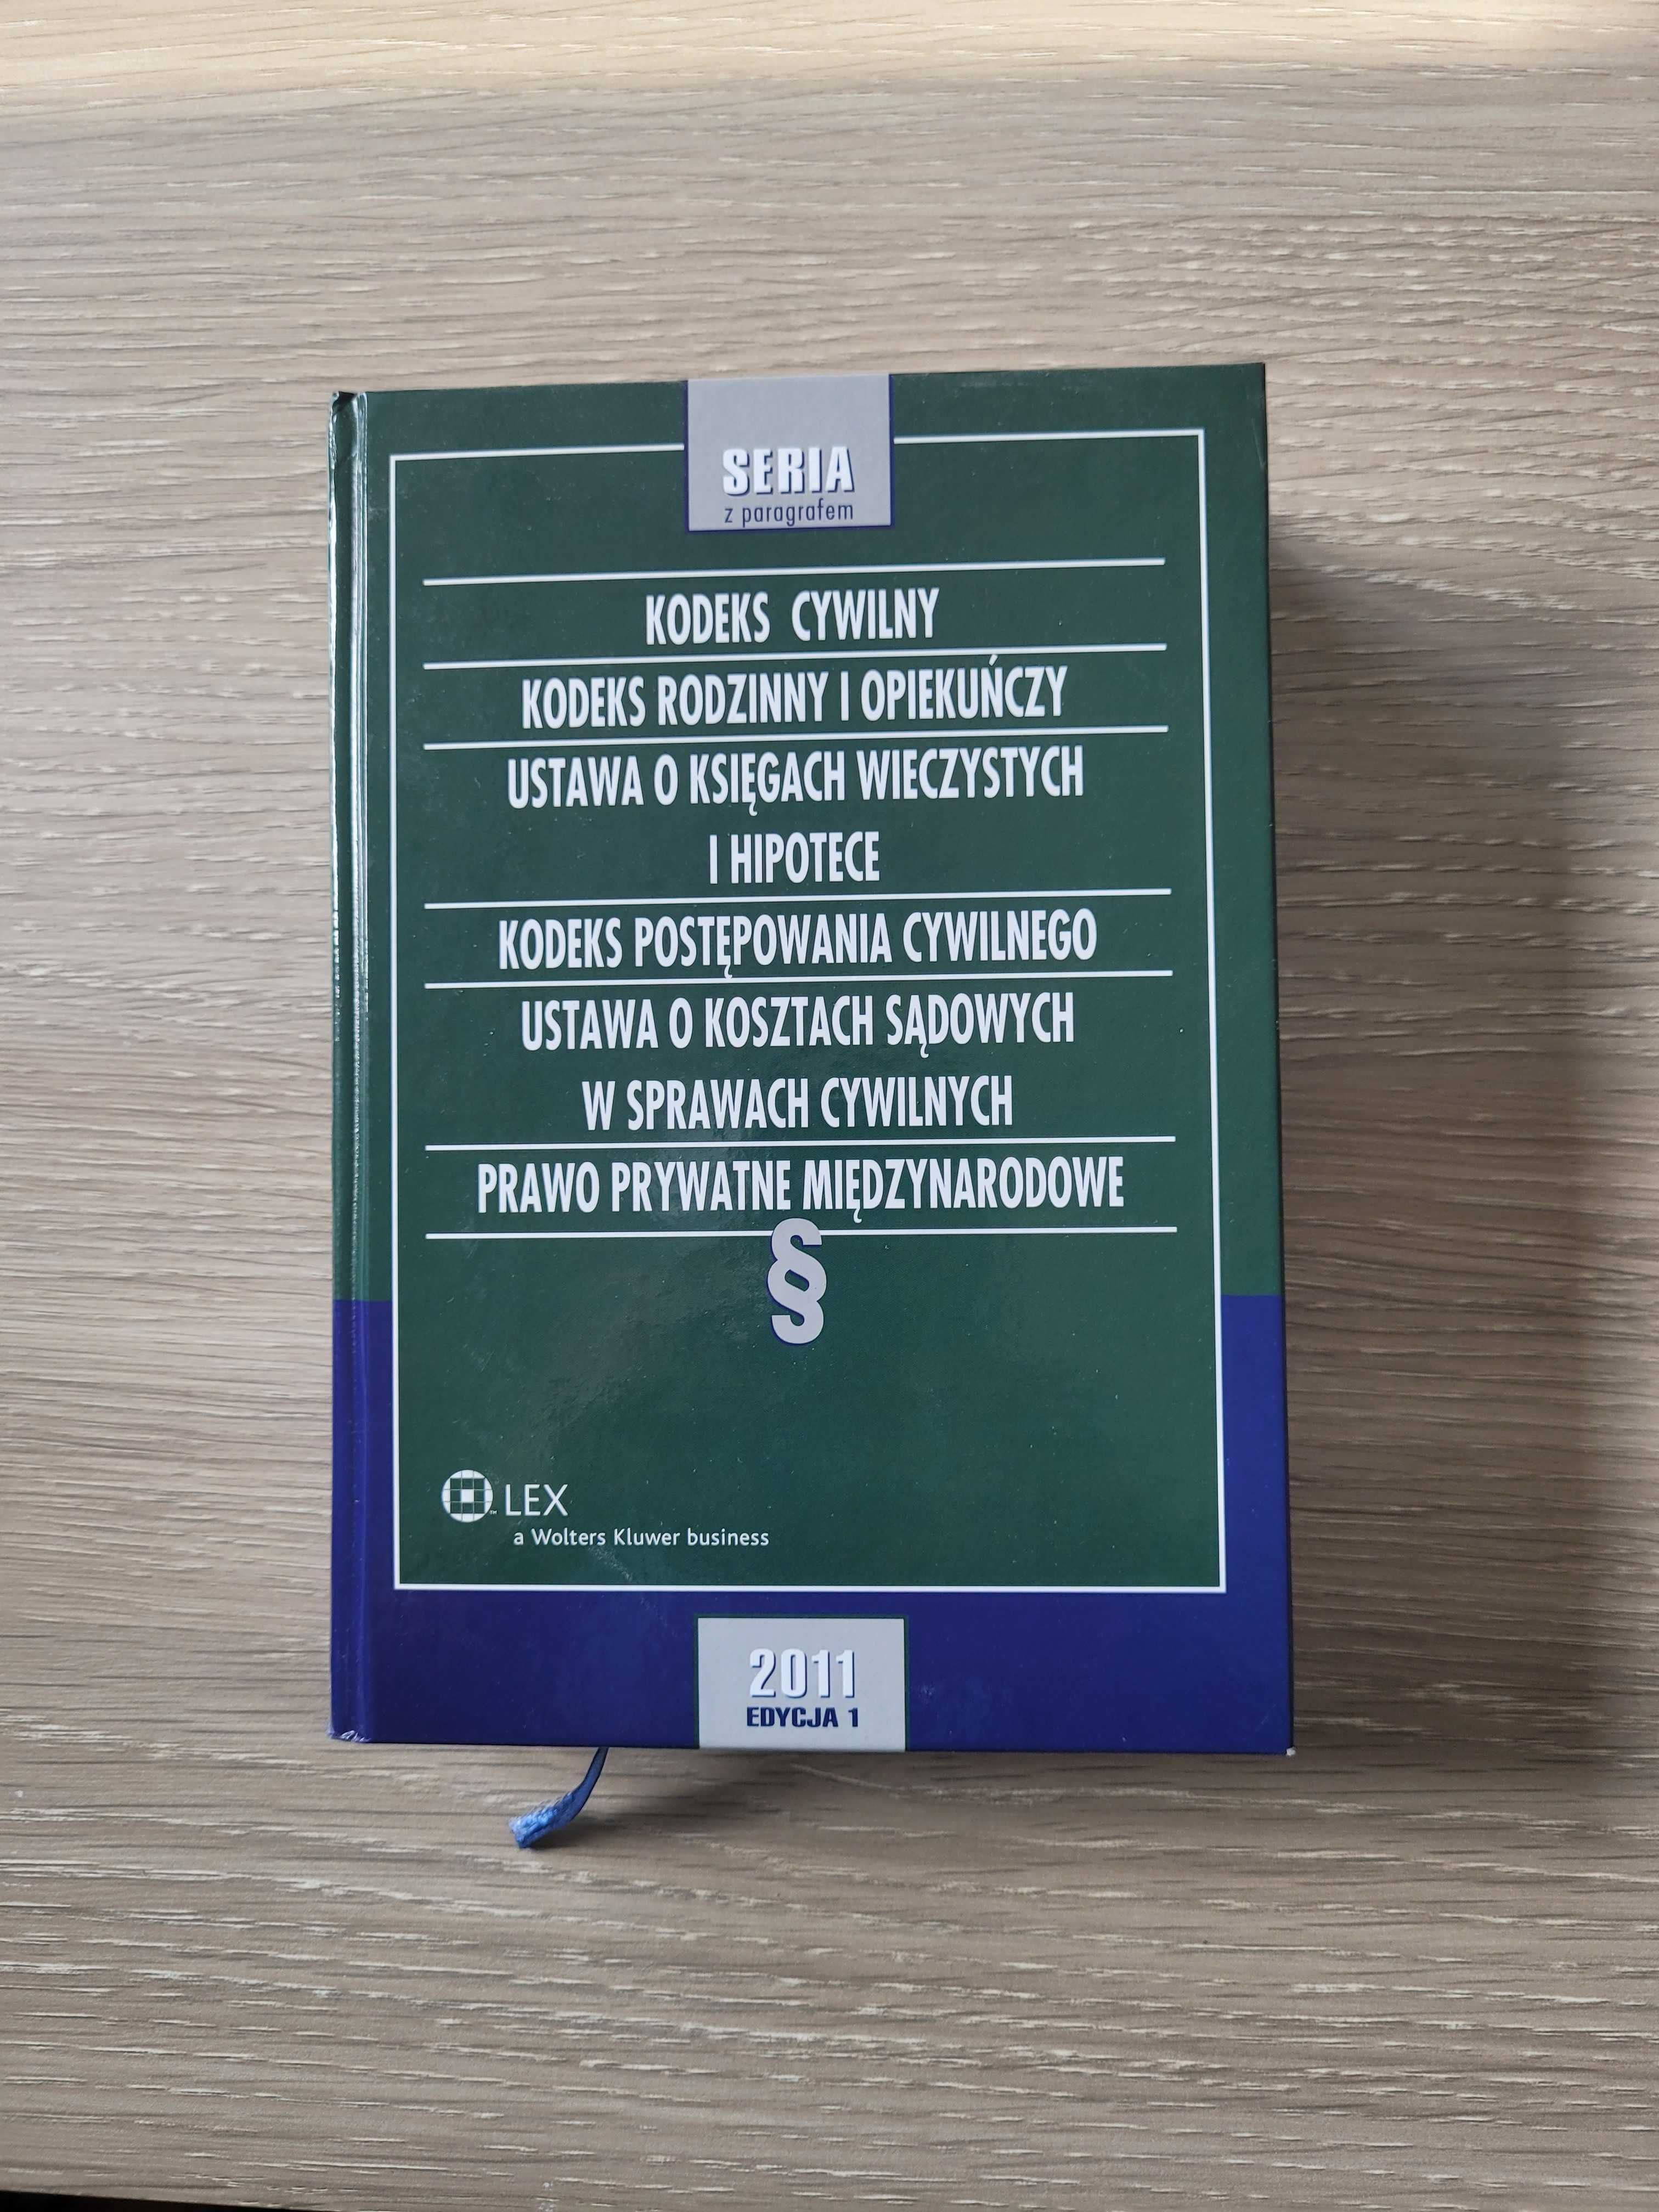 SERIA
z paragrafem
KODEKS CYWILNY
KODEKS RODZINNY I OPIEKUŃCZY
USTAWA O KSIĘGACH WIECZYSTYCH
I HIPOTECE
KODEKS POSTĘPOWANIA CYWILNEGO
USTAWA O KOSZTACH SĄDOWYCH
W SPRAWACH CYWILNYCH
PRAWO PRYWATNE MIĘDZYNARODOWE
§
LEX
a Wolters Kluwer business
2011
EDYCJA 1